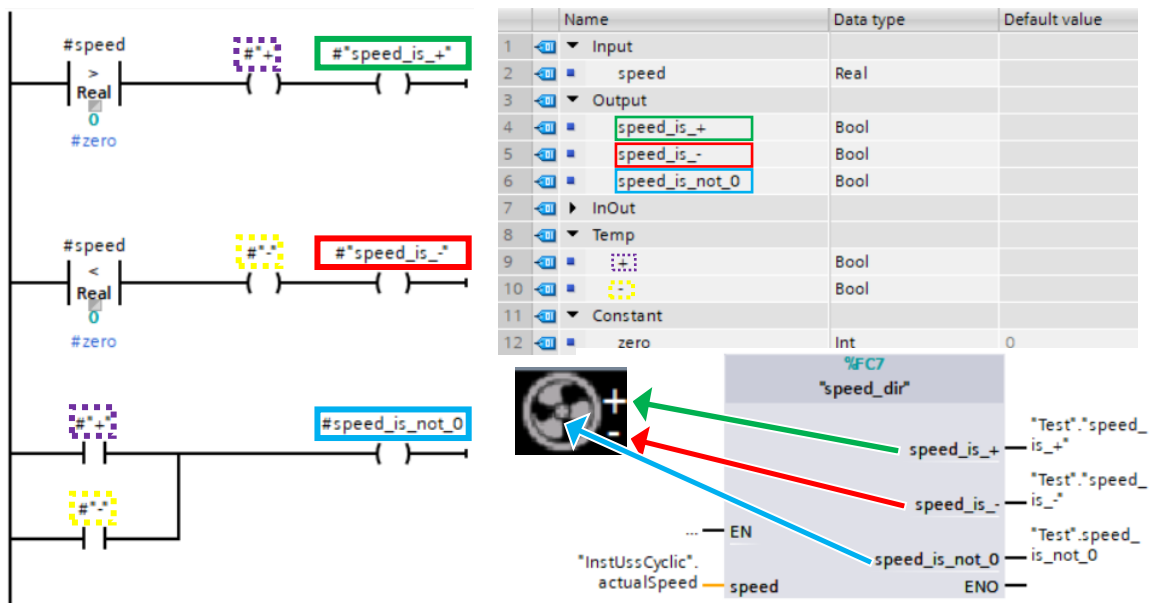 #speed
#"+"
#"speed_is_+"
>
Real
0
#zero
#speed
#"-"
#"speed_is_-"
<
Real
0
#zero
#"+"
#speed_is_not_0
#"-"
Name Data type Default value
1 Input
2 speed Real
3 Output
4 speed_is_+ Bool
5 speed_is_- Bool
6 speed_is_not_0 Bool
7 InOut
8 Temp
9 + Bool
10 - Bool
11 Constant
12 zero Int 0
+
-
%FC7
"speed_dir"
speed_is_+
"Test"."speed_
is_+"
speed_is_-
"Test"."speed_
is_-"
... EN
speed_is_not_0
"Test".speed_
is_not_0
"InstUssCyclic".
actualSpeed
speed
ENO